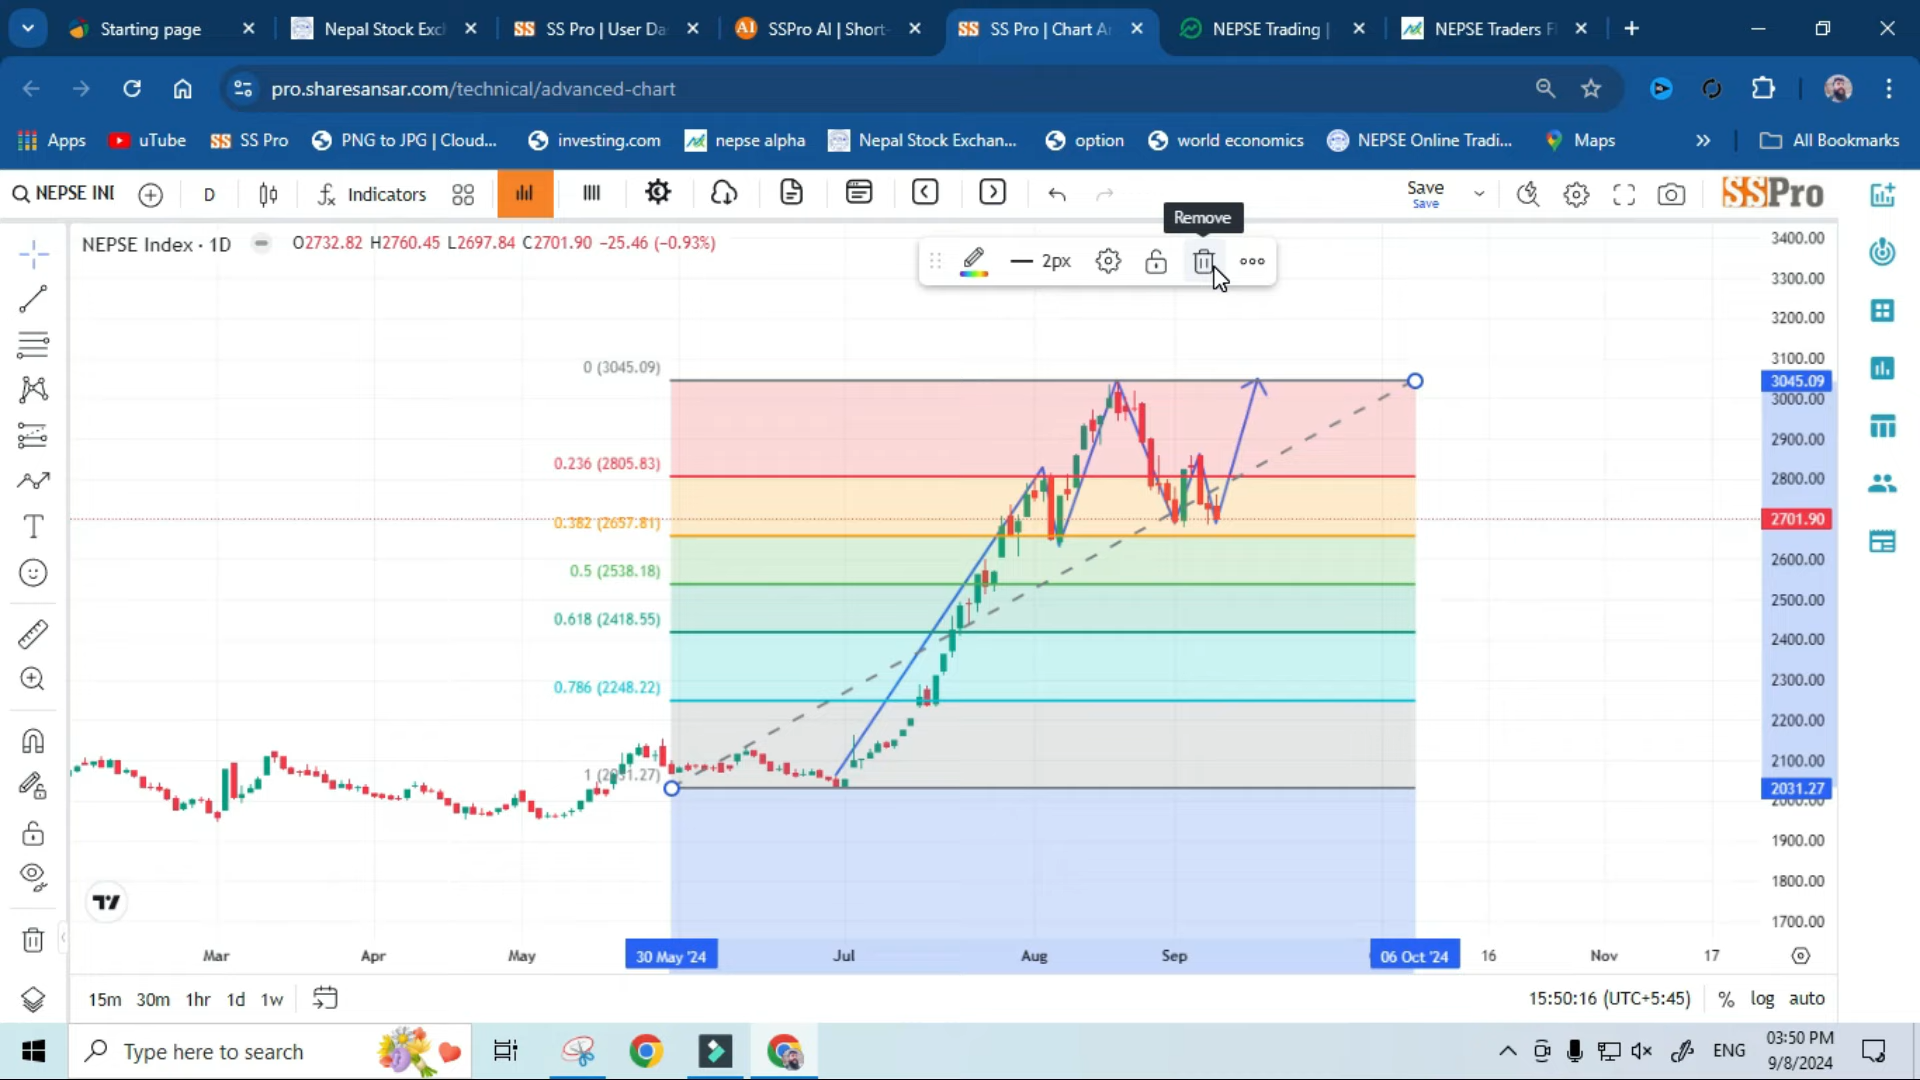 Starting page
Nepal Stock Exc
SS Pro | User Da
AI SSPro AI | Short-
SS Pro | Chart Ar
NEPSE Trading |
NEPSE Traders F
pro.sharesansar.com/technical/advanced-chart
Apps uTube SS Pro PNG to JPG | Cloud... investing.com nepse alpha Nepal Stock Exchan... option world economics NEPSE Online Tradi... Maps » All Bookmarks
NEPSE INI D Indicators Save SSPro
Save
Remove
NEPSE Index · 1D O2732.82 H2760.45 L2697.84 C2701.90 −25.46 (−0.93%)
2px
3400.00
3300.00
3200.00
3100.00
0 (3045.09)
3045.09
3000.00
2900.00
0.236 (2805.83)
2800.00
0.382 (2657.81)
2701.90
2600.00
0.5 (2538.18)
2500.00
0.618 (2418.55)
2400.00
0.786 (2248.22)
2300.00
2200.00
2100.00
1 (2031.27)
2031.27
2000.00
1900.00
1800.00
1700.00
Mar Apr May 30 May '24 Jul Aug Sep 06 Oct '24 16 Nov 17
15m 30m 1hr 1d 1w 15:50:16 (UTC+5:45) % log auto
Type here to search
ENG
03:50 PM
9/8/2024